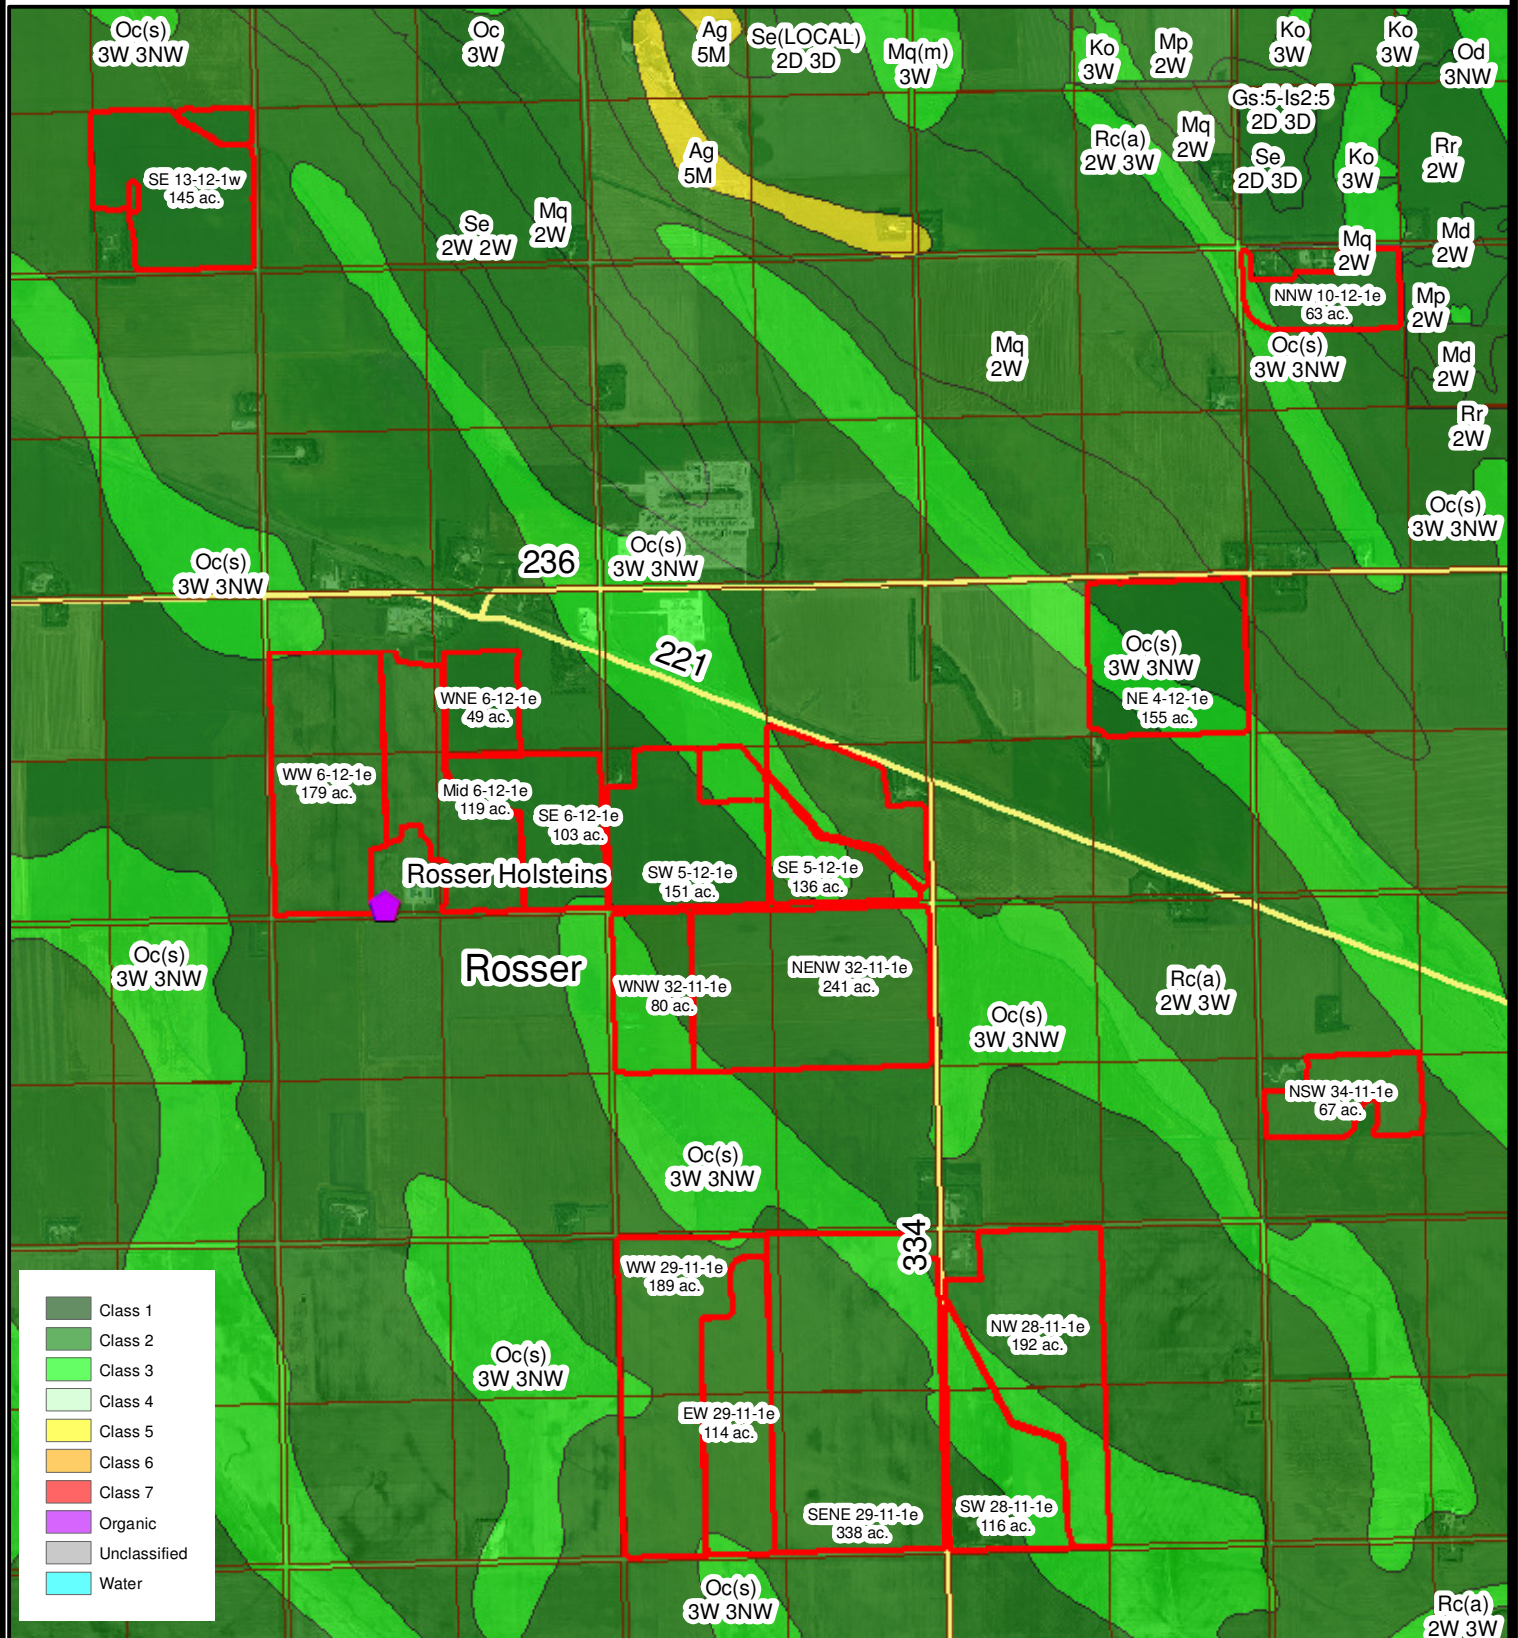 Oc(s)
3W 3NW
Oc
3W
Ag
5M
Se(LOCAL)
2D 3D
Mq(m)
3W
Ko
3W
Mp
2W
Ko
3W
Ko
3W
Od
3NW
Gs:5-Is2:5
2D 3D
Ag
5M
Rc(a)
2W 3W
Mq
2W
Se
2D 3D
Ko
3W
Rr
2W
SE 13-12-1w
145 ac.
Se
2W 2W
Mq
2W
Mq
2W
Md
2W
NNW 10-12-1e
63 ac.
Mp
2W
Mq
2W
Oc(s)
3W 3NW
Md
2W
Rr
2W
Oc(s)
3W 3NW
Oc(s)
3W 3NW
236
Oc(s)
3W 3NW
221
Oc(s)
3W 3NW
NE 4-12-1e
155 ac.
WNE 6-12-1e
49 ac.
WW 6-12-1e
179 ac.
Mid 6-12-1e
119 ac.
SE 6-12-1e
103 ac.
Rosser Holsteins
SW 5-12-1e
151 ac.
SE 5-12-1e
136 ac.
Oc(s)
3W 3NW
Rosser
WNW 32-11-1e
80 ac.
NENW 32-11-1e
241 ac.
Rc(a)
2W 3W
Oc(s)
3W 3NW
NSW 34-11-1e
67 ac.
Oc(s)
3W 3NW
334
WW 29-11-1e
189 ac.
NW 28-11-1e
192 ac.
Oc(s)
3W 3NW
EW 29-11-1e
114 ac.
SENE 29-11-1e
338 ac.
SW 28-11-1e
116 ac.
Oc(s)
3W 3NW
Rc(a)
2W 3W
Class 1
Class 2
Class 3
Class 4
Class 5
Class 6
Class 7
Organic
Unclassified
Water